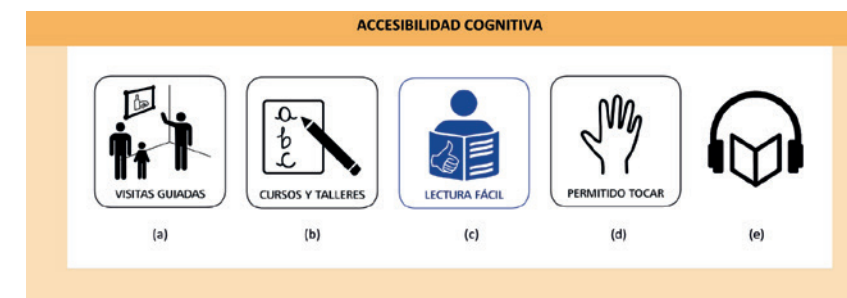 ACCESIBILIDAD COGNITIVA
a
b
c
VISITAS GUIADAS
CURSOS Y TALLERES
LECTURA FÁCIL
PERMITIDO TOCAR
(a)
(b)
(c)
(d)
(e)